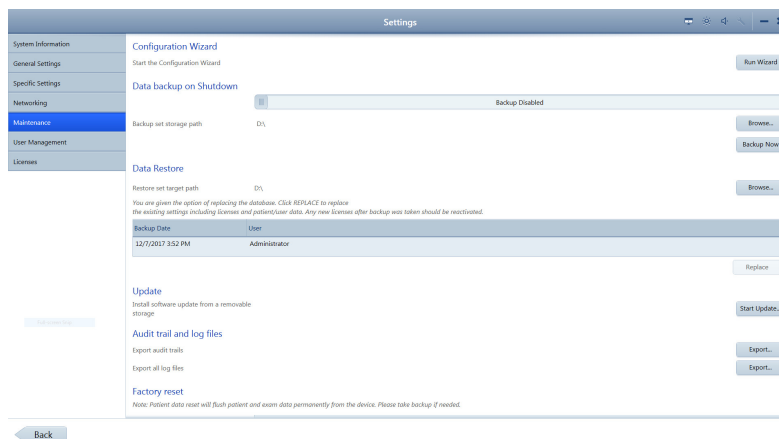 Settings
System Information
General Settings
Specific Settings
Networking
Maintenance
User Management
Licenses
Configuration Wizard
Start the Configuration Wizard
Run Wizard
Data backup on Shutdown
Backup Disabled
Backup set storage path D:\
Browse...
Backup Now
Data Restore
Restore set target path D:\
Browse...
You are given the option of replacing the database. Click REPLACE to replace
the existing settings including licenses and patient/user data. Any new licenses after backup was taken should be reactivated.
Backup Date User
12/7/2017 3:52 PM Administrator
Replace
Update
Install software update from a removable
storage
Start Update..
Audit trail and log files
Export audit trails
Export...
Export all log files
Export...
Factory reset
Note: Patient data reset will flush patient and exam data permanently from the device. Please take backup if needed.
Back